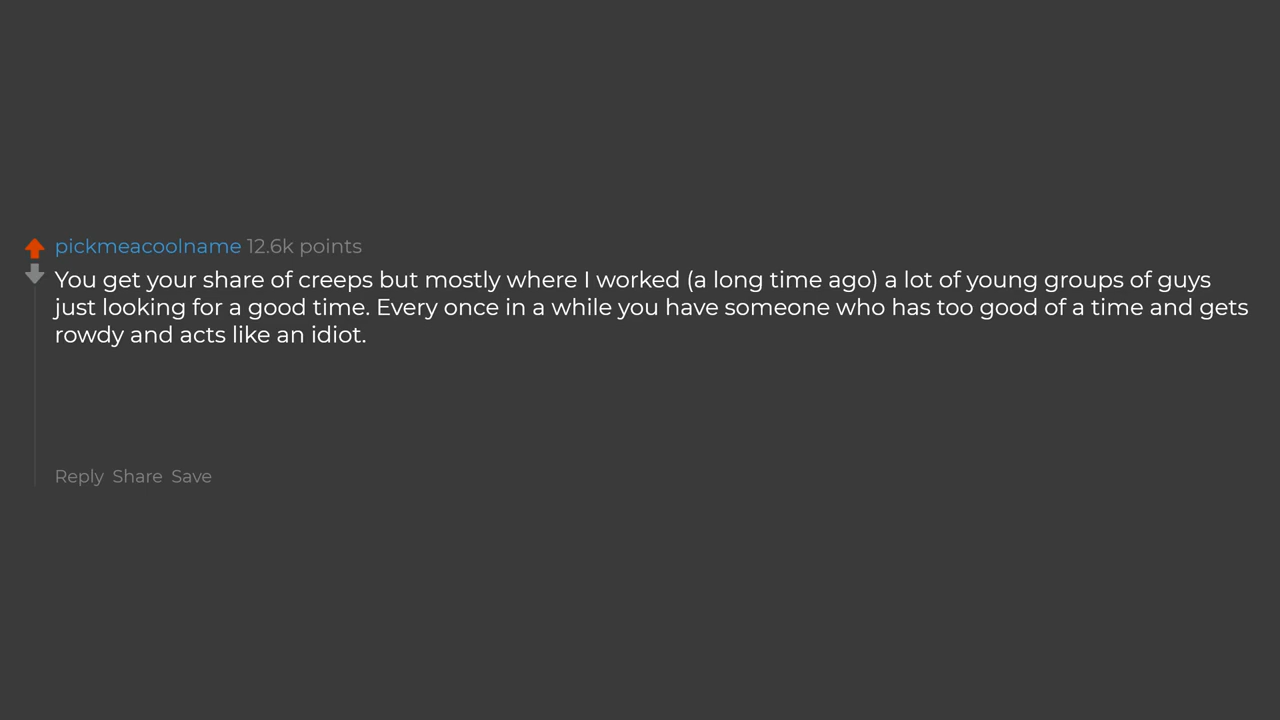 pickmeacoolname 12.6k points
You get your share of creeps but mostly where I worked (a long time ago) a lot of young groups of guys
just looking for a good time. Every once in a while you have someone who has too good of a time and gets
rowdy and acts like an idiot.
Reply Share Save